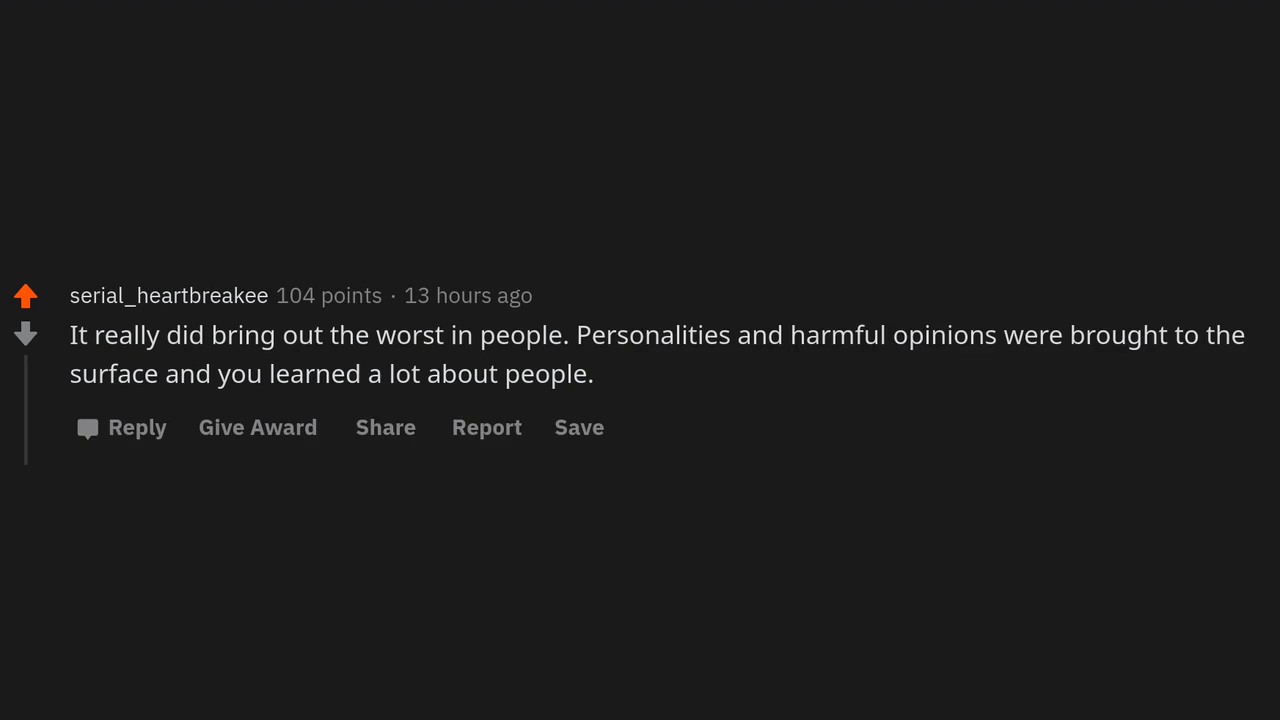 serial_heartbreakee 104 points · 13 hours ago
It really did bring out the worst in people. Personalities and harmful opinions were brought to the
surface and you learned a lot about people.
Reply Give Award Share Report Save